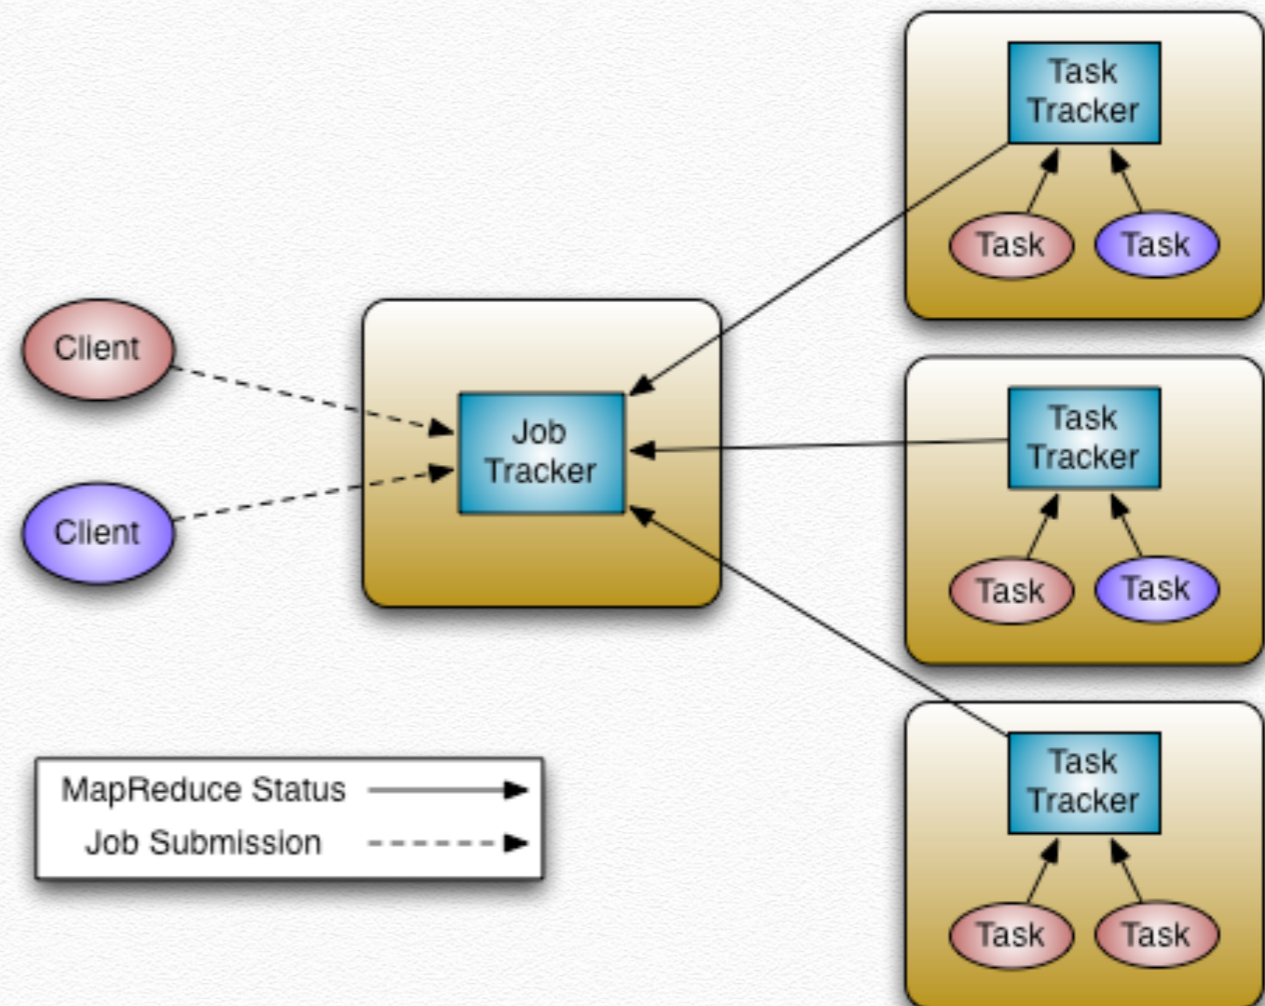 Task
Tracker
Task
Task
Client
Client
Job
Tracker
Task
Tracker
Task
Task
Task
Tracker
Task
Task
MapReduce Status
Job Submission